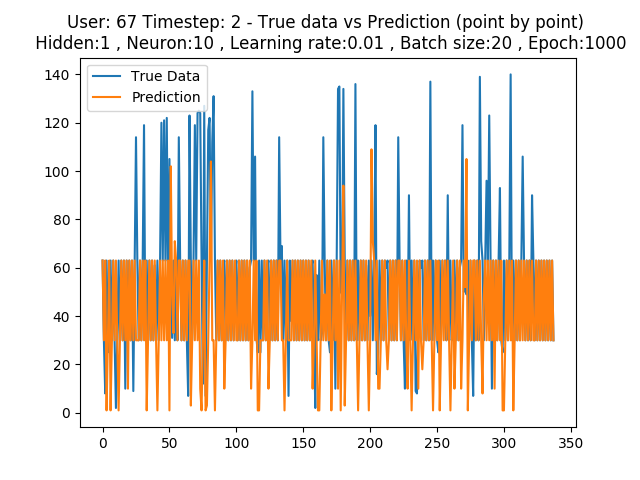 User: 67 Timestep: 2 - True data vs Prediction (point by point)
Hidden:1 , Neuron:10 , Learning rate:0.01 , Batch size:20 , Epoch:1000
True Data
Prediction
140
120
100
80
60
40
20
0
0 50 100 150 200 250 300 350